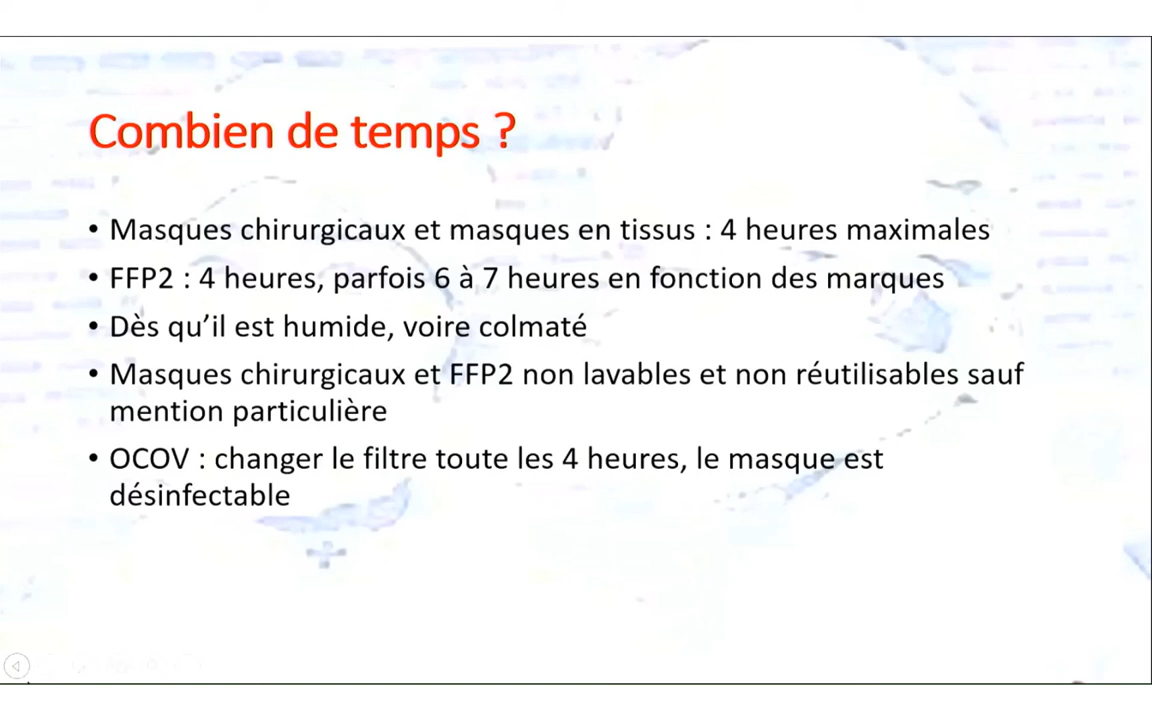 Combien de temps ?
• Masques chirurgicaux et masques en tissus : 4 heures maximales
• FFP2 : 4 heures, parfois 6 à 7 heures en fonction des marques
• Dès qu’il est humide, voire colmaté
• Masques chirurgicaux et FFP2 non lavables et non réutilisables sauf
mention particulière
• OCOV : changer le filtre toute les 4 heures, le masque est
désinfectable